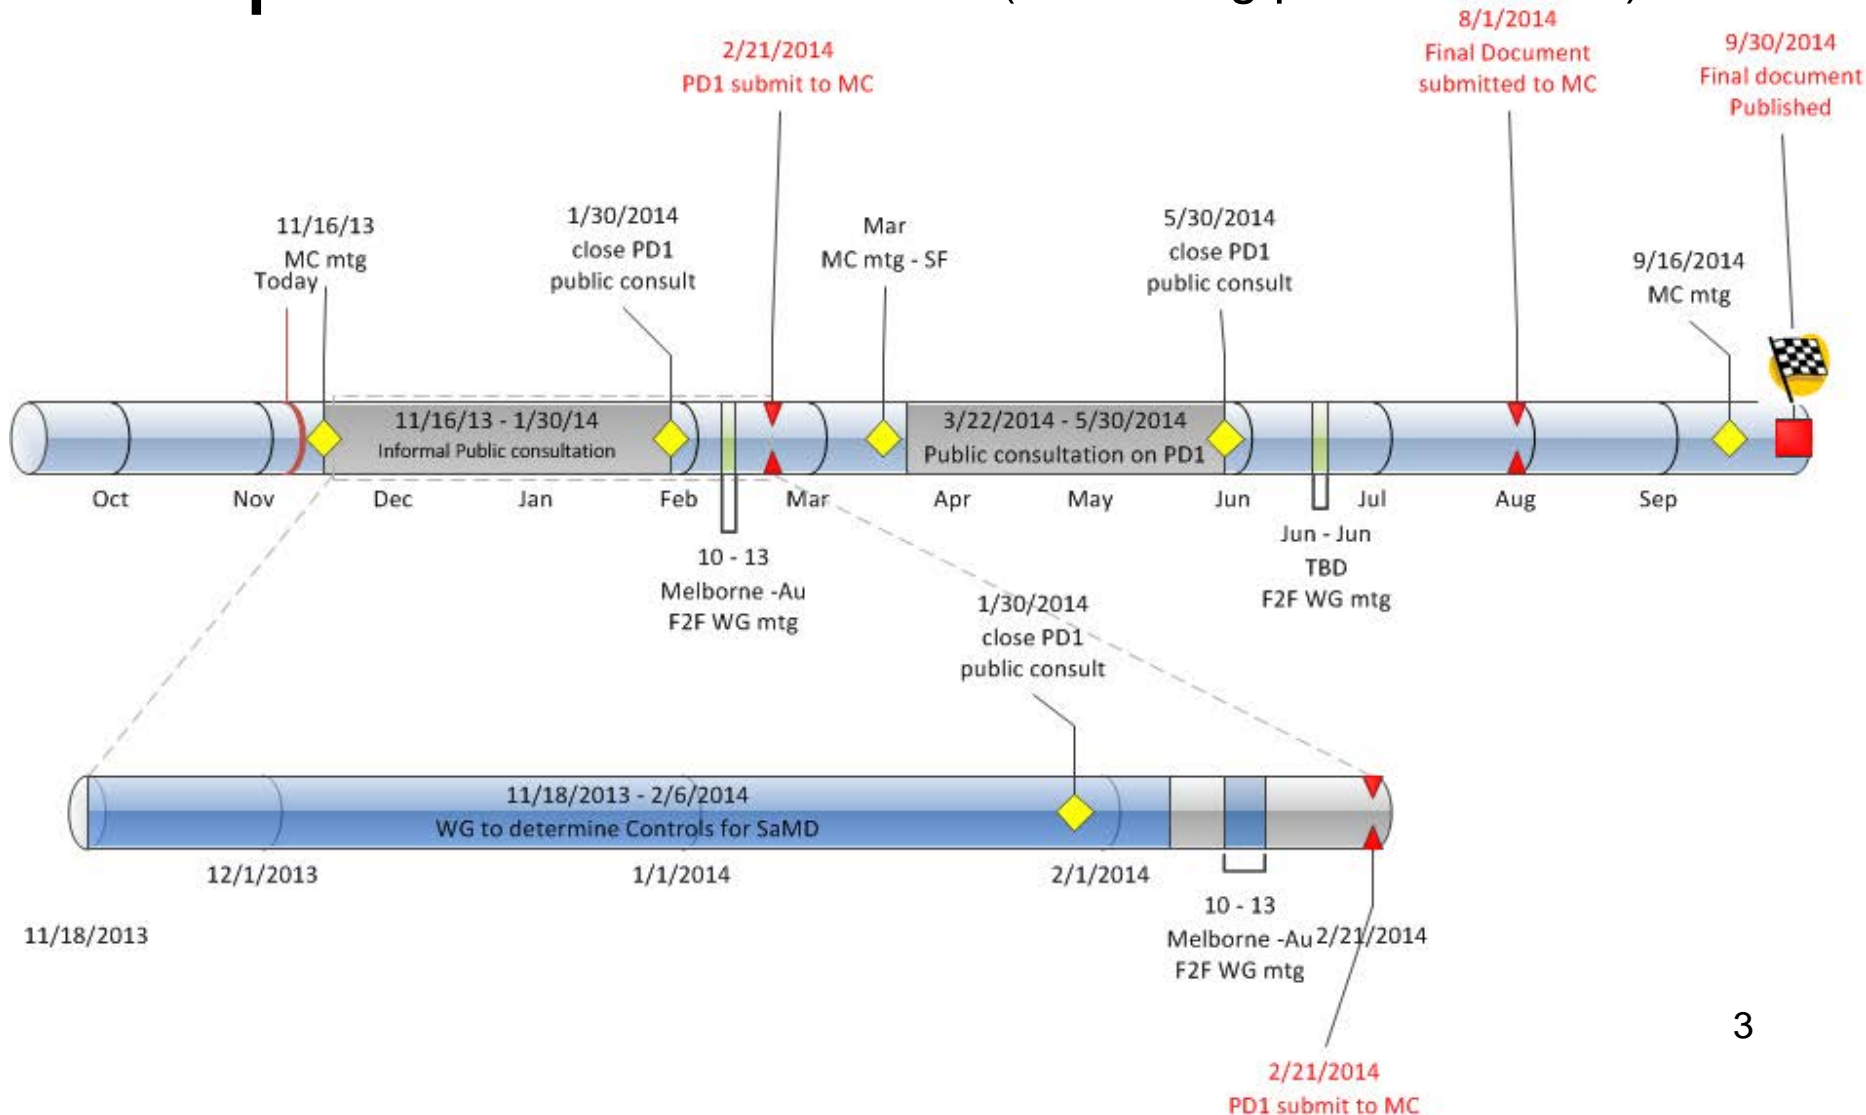 8/1/2014
Final Document
submitted to MC
9/30/2014
Final document
Published
2/21/2014
PD1 submit to MC
11/16/13
MC mtg
Today
1/30/2014
close PD1
public consult
Mar
MC mtg - SF
5/30/2014
close PD1
public consult
9/16/2014
MC mtg
11/16/13 - 1/30/14
Informal Public consultation
3/22/2014 - 5/30/2014
Public consultation on PD1
Oct Nov Dec Jan Feb Mar Apr May Jun Jul Aug Sep
10 - 13
Melborne -Au
F2F WG mtg
Jun - Jun
TBD
F2F WG mtg
1/30/2014
close PD1
public consult
11/18/2013 - 2/6/2014
WG to determine Controls for SaMD
12/1/2013 1/1/2014 2/1/2014
11/18/2013
10 - 13
Melborne -Au
F2F WG mtg
2/21/2014
2/21/2014
PD1 submit to MC
3